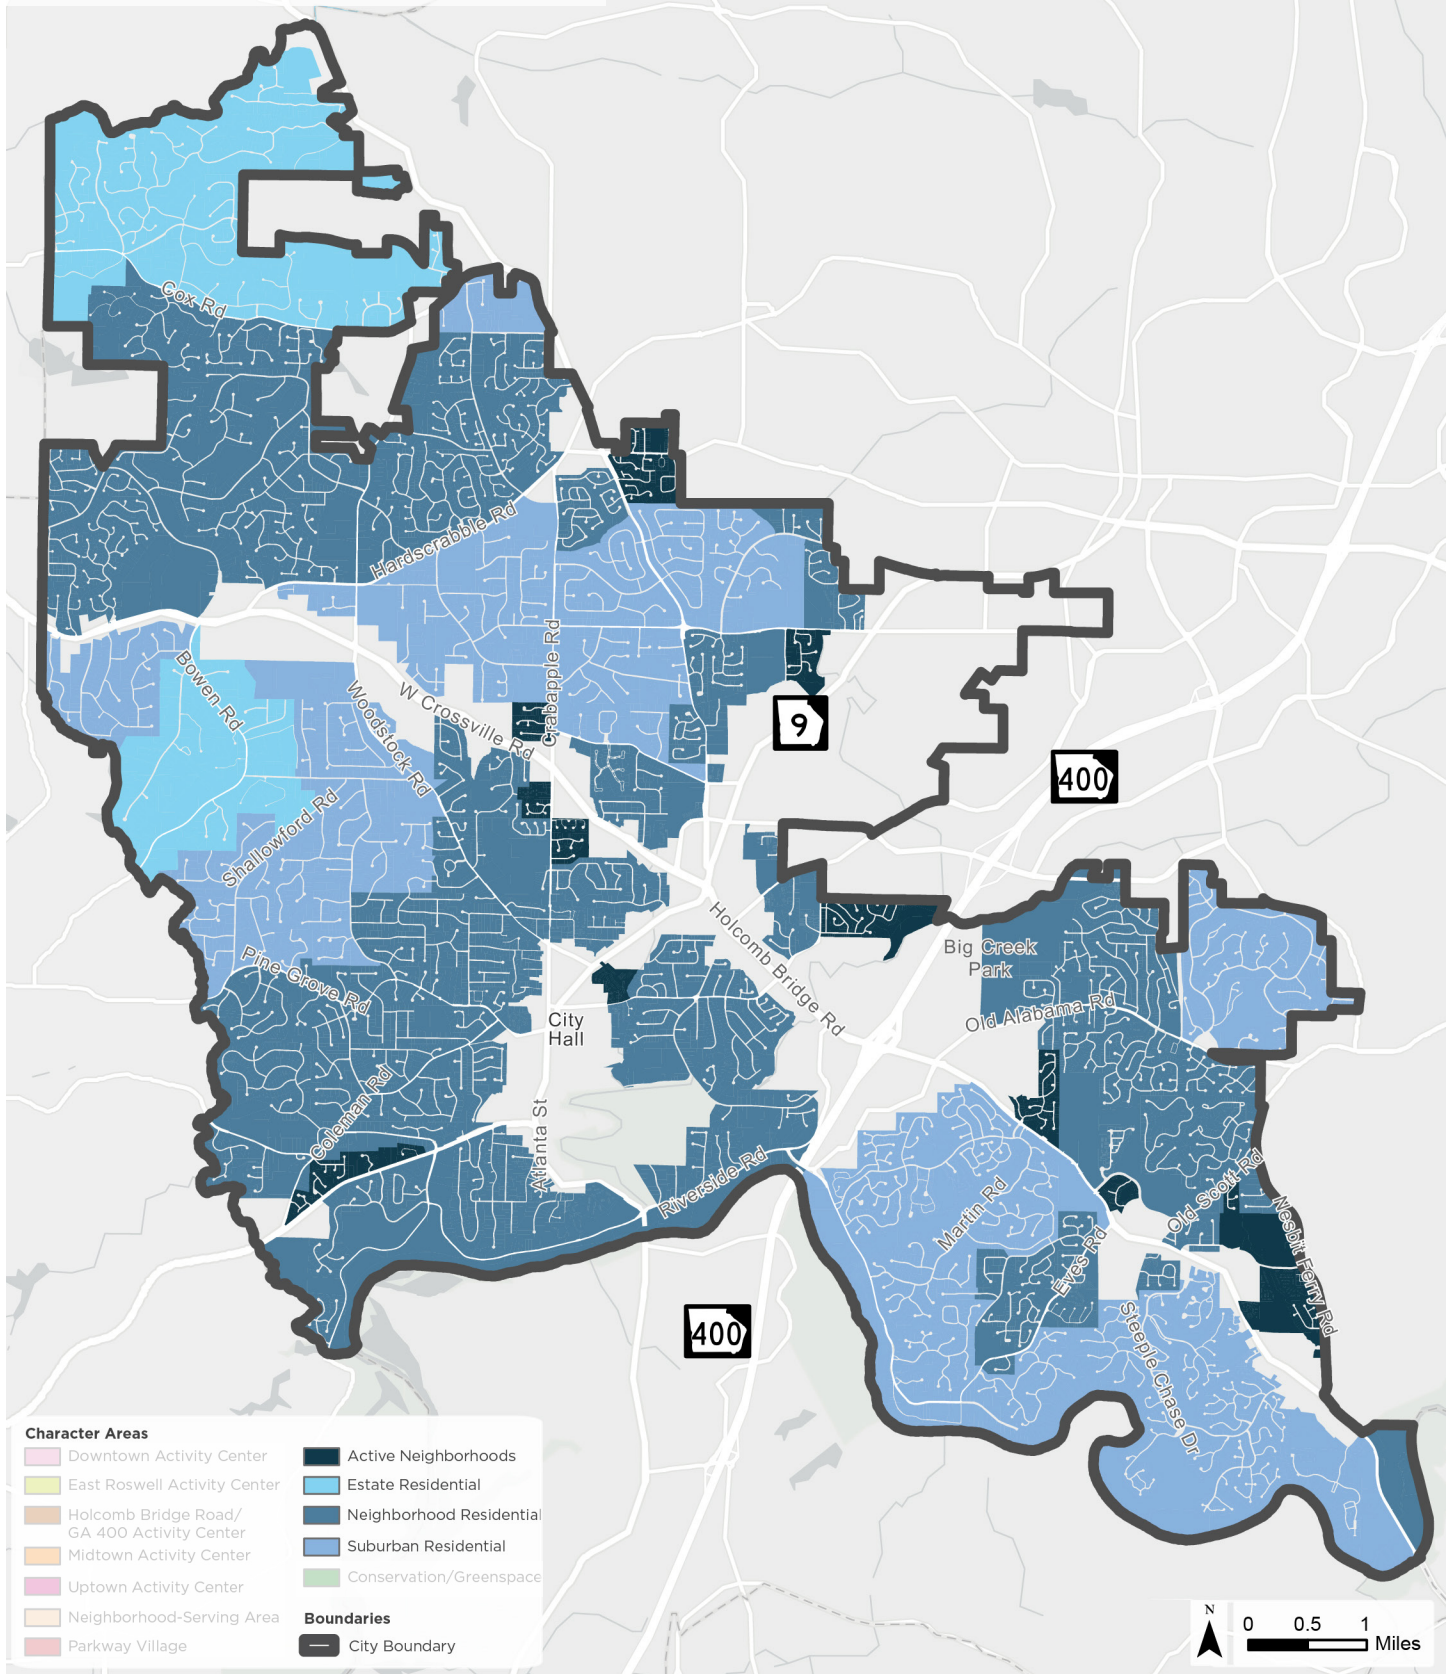 Cox Rd
Hardscrabble Rd
Bowen Rd
Woodstock Rd
W Crossville Rd
Crabapple Rd
9
400
Shallowford Rd
Holcomb Bridge Rd
Big Creek
Park
Pine Grove Rd
City
Hall
Old Alabama Rd
Coleman Rd
Atlanta St
Riverside Rd
Martin Rd
Old Scott Rd
Eves Rd
Nesbit Ferry Rd
400
Steeple Chase Dr
Character Areas
Downtown Activity Center
East Roswell Activity Center
Holcomb Bridge Road/
GA 400 Activity Center
Midtown Activity Center
Uptown Activity Center
Neighborhood-Serving Area
Parkway Village
Active Neighborhoods
Estate Residential
Neighborhood Residential
Suburban Residential
Conservation/Greenspace
Boundaries
City Boundary
N
0 0.5 1
Miles